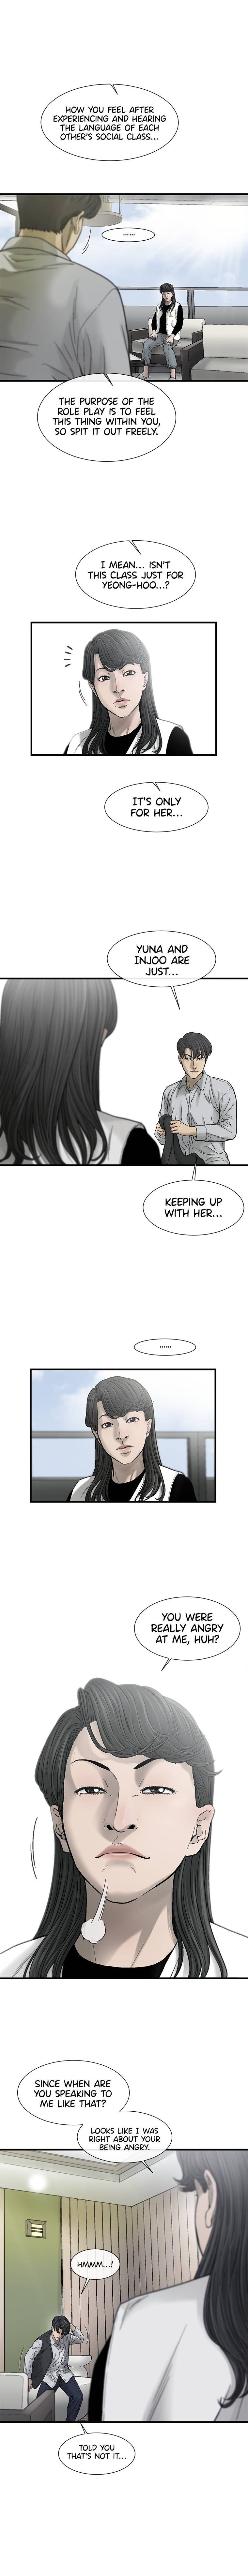 HOW YOU FEEL AFTER
EXPERIENCING AND HEARING
THE LANGUAGE OF EACH
OTHER'S SOCIAL CLASS...
......
THE PURPOSE OF THE
ROLE PLAY IS TO FEEL
THIS THING WITHIN YOU,
SO SPIT IT OUT FREELY.
I MEAN... ISN'T
THIS CLASS JUST FOR
YEONG-HOO...?
IT'S ONLY
FOR HER...
YUNA AND
INJOO ARE
JUST...
KEEPING UP
WITH HER...
......
YOU WERE
REALLY ANGRY
AT ME, HUH?
SINCE WHEN ARE
YOU SPEAKING TO
ME LIKE THAT?
LOOKS LIKE I WAS
RIGHT ABOUT YOUR
BEING ANGRY.
HMMM...!
TOLD YOU
THAT'S NOT IT...